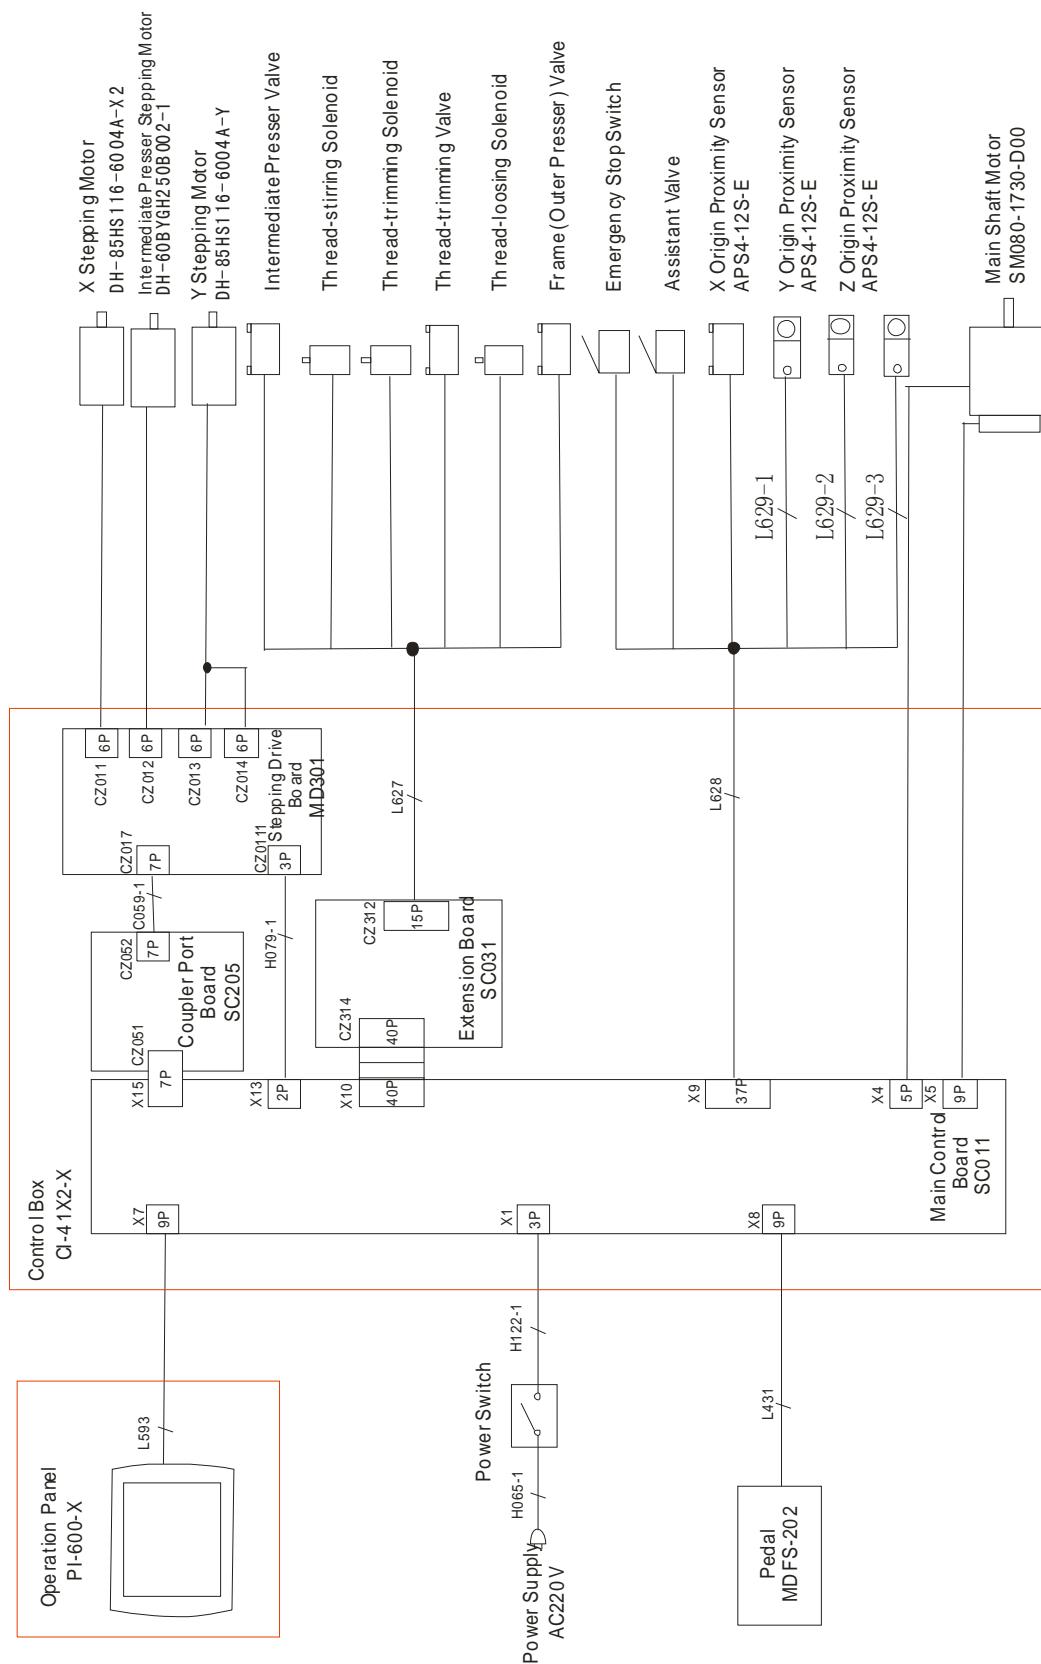 X Stepping Motor
DH-85HS116-6004A-X2
Intermediate Presser Stepping Motor
DH-60BYGH250B002-1
Y Stepping Motor
DH-85HS116-6004A-Y
Intermediate Presser Valve
Thread-stirring Solenoid
Thread-trimming Solenoid
Thread-trimming Valve
Thread-loosing Solenoid
Frame(Outer Presser) Valve
Emergency Stop Switch
Assistant Valve
X Origin Proximity Sensor
APS4-12S-E
Y Origin Proximity Sensor
APS4-12S-E
Z Origin Proximity Sensor
APS4-12S-E
Main Shaft Motor
SM080-1730-D00
L629-1
L629-2
L629-3
CZ011
6P
CZ012
6P
CZ013
6P
CZ014
6P
Stepping Drive
Board
MD301
CZ017
7P
CZ0111
3P
L627
L628
C059-1
H079-1
CZ052
7P
Coupler Port
Board
SC205
CZ051
7P
CZ312
15P
Extension Board
SC031
CZ314
40P
X15
X13
2P
X10
40P
X9
37P
X4
5P
X5
9P
Main Control
Board
SC011
Control Box
CI-41X2-X
X7
9P
X1
3P
X8
9P
L593
H122-1
L431
Operation Panel
PI-600-X
Power Switch
H065-1
Power Supply
AC220V
Pedal
MDFS-202